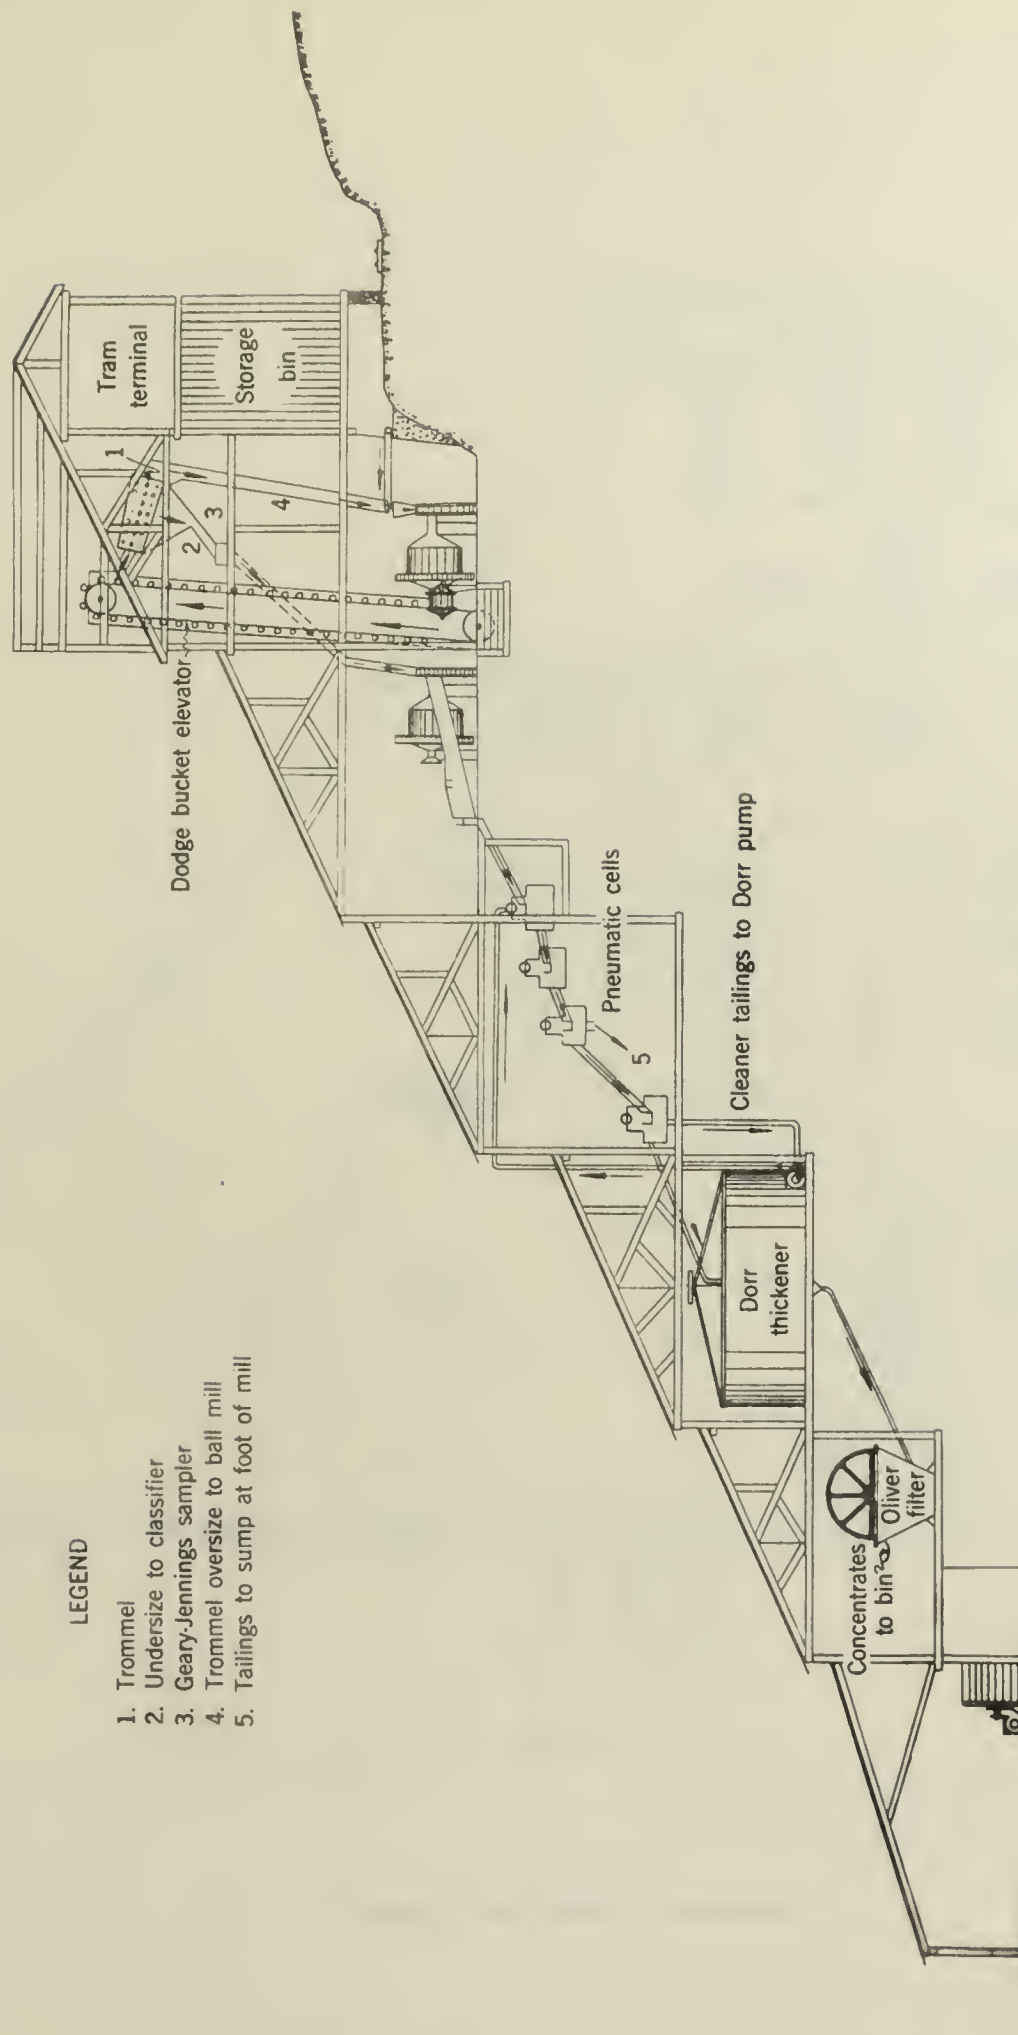 LEGEND
1. Trommel
2. Undersize to classifier
3. Geary-Jennings sampler
4. Trommel oversize to ball mill
5. Tailings to sump at foot of mill
Tram
terminal
Storage
bin
1
2
3
4
Dodge bucket elevator
Pneumatic cells
5
Cleaner tailings to Dorr pump
Dorr
thickener
Oliver
filter
Concentrates
to bin